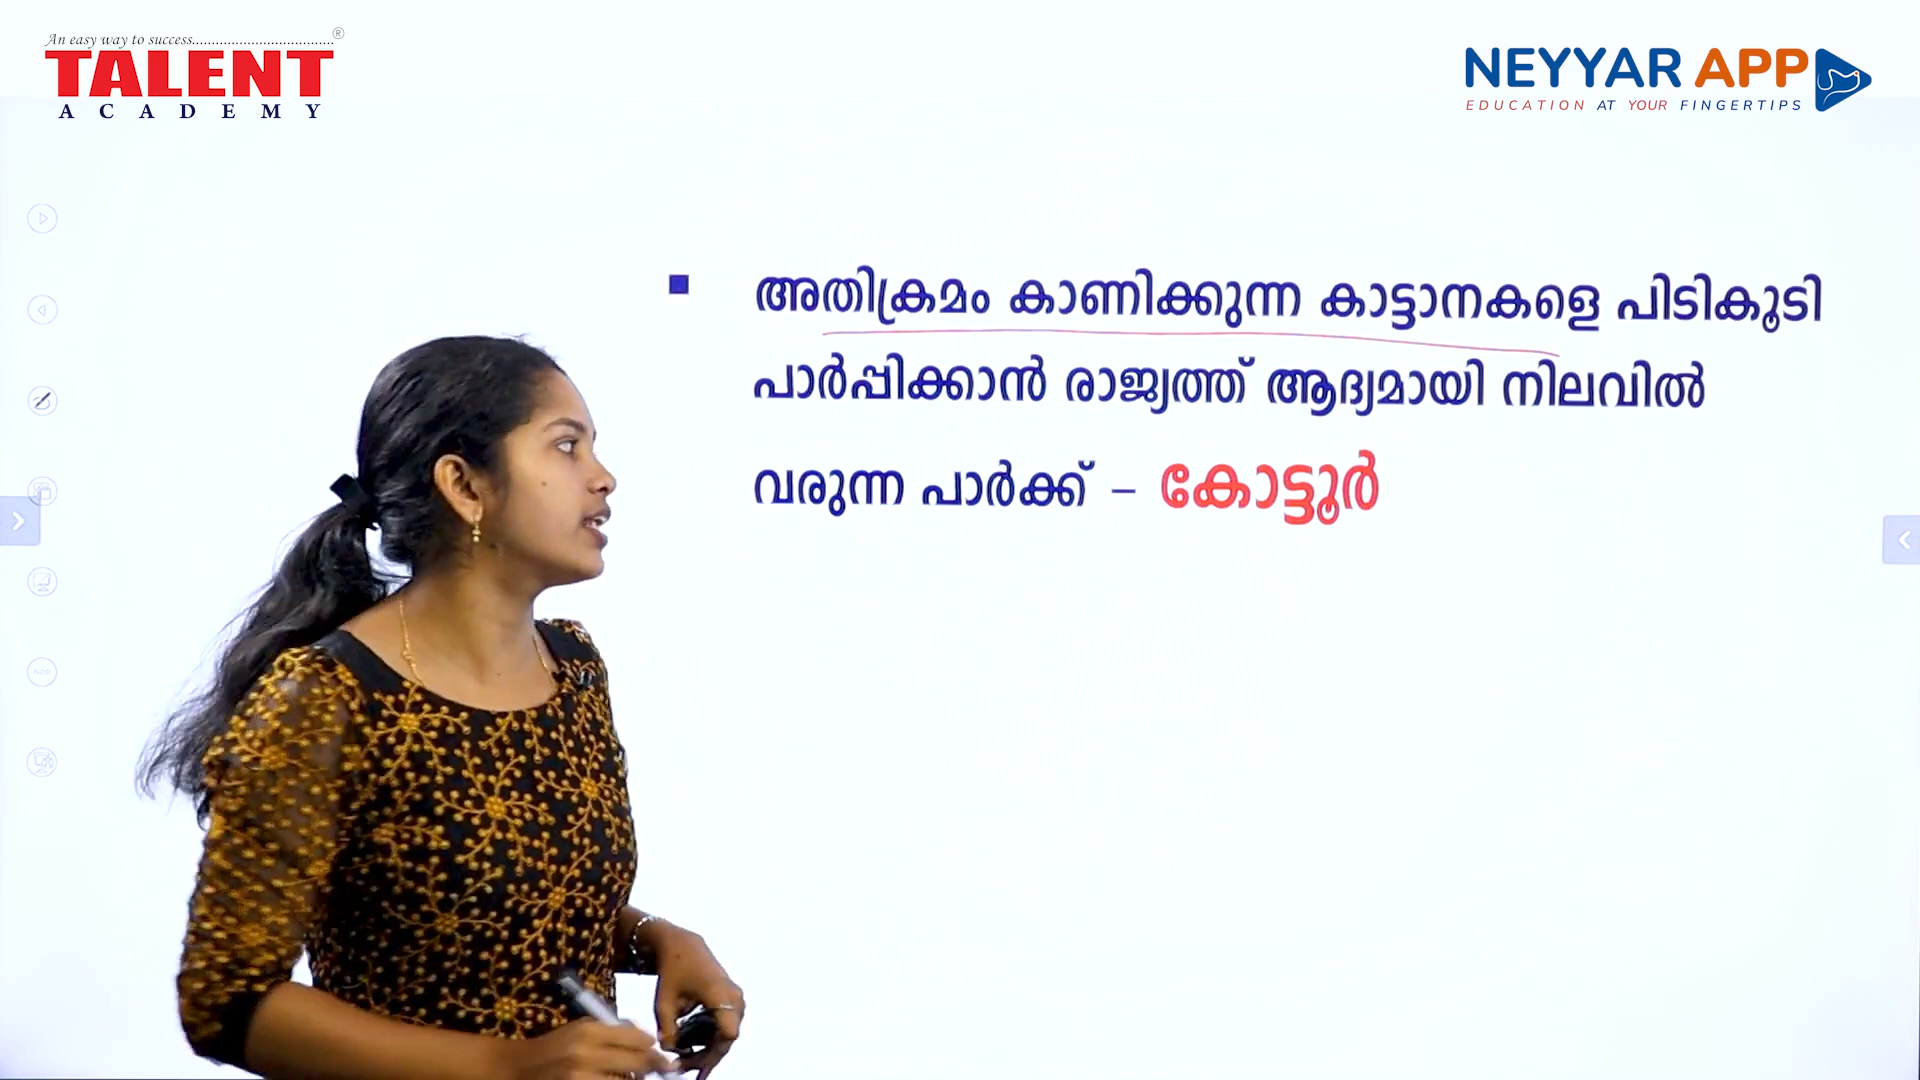 An easy way to success....................................®
TALENT
ACADEMY
NEYYAR APP
EDUCATION AT YOUR FINGERTIPS
അതിക്രമം കാണിക്കുന്ന കാട്ടാനകളെ പിടികൂടി
പാർപ്പിക്കാൻ രാജ്യത്ത് ആദ്യമായി നിലവിൽ
വരുന്ന പാർക്ക് – കോട്ടൂർ